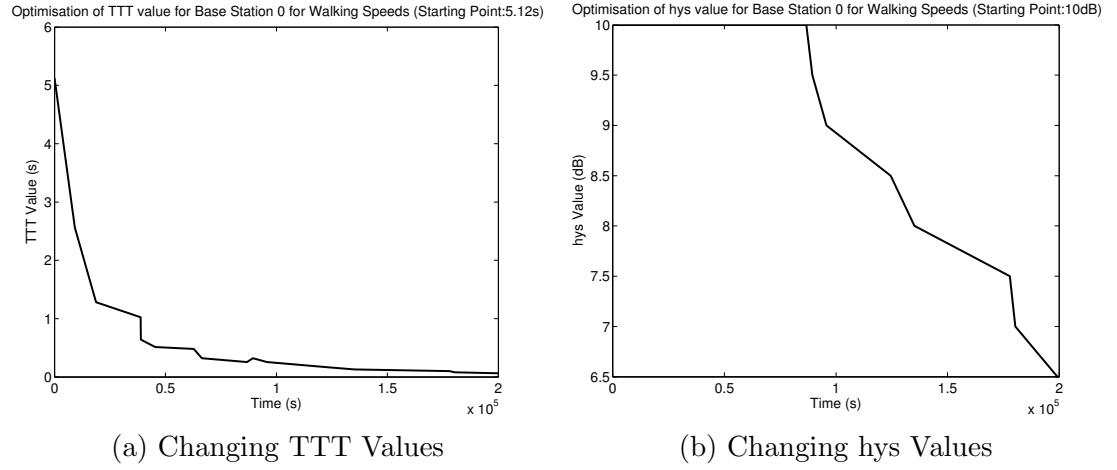 Optimisation of TTT value for Base Station 0 for Walking Speeds (Starting Point:5.12s)
6
5
4
3
2
1
0
TTT Value (s)
0
0.5
1
1.5
2
Time (s)
x 10^5
(a) Changing TTT Values
Optimisation of hys value for Base Station 0 for Walking Speeds (Starting Point:10dB)
10
9.5
9
8.5
8
7.5
7
6.5
hys Value (dB)
0
0.5
1
1.5
2
Time (s)
x 10^5
(b) Changing hys Values